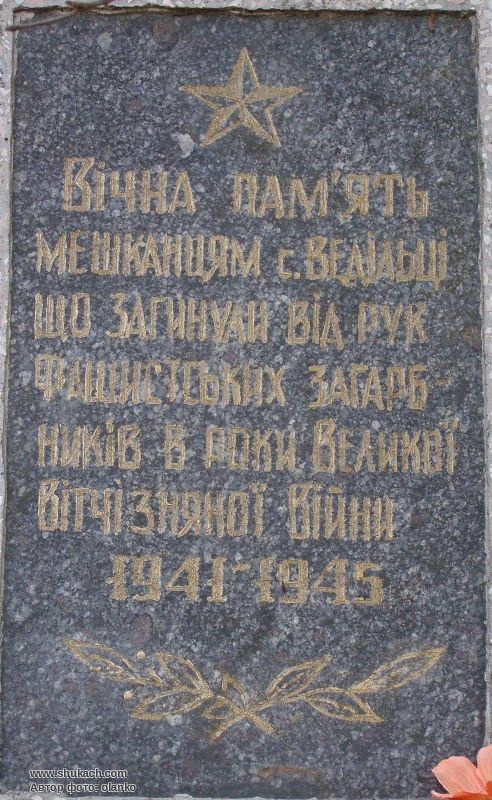 Вічна пам'ять
мешканцям с. Ведільці
що загинули від рук
фашистських загарб-
ників в роки Великої
Вітчізняної Війни
1941-1945
www.shukach.com
Автор фото: olanko